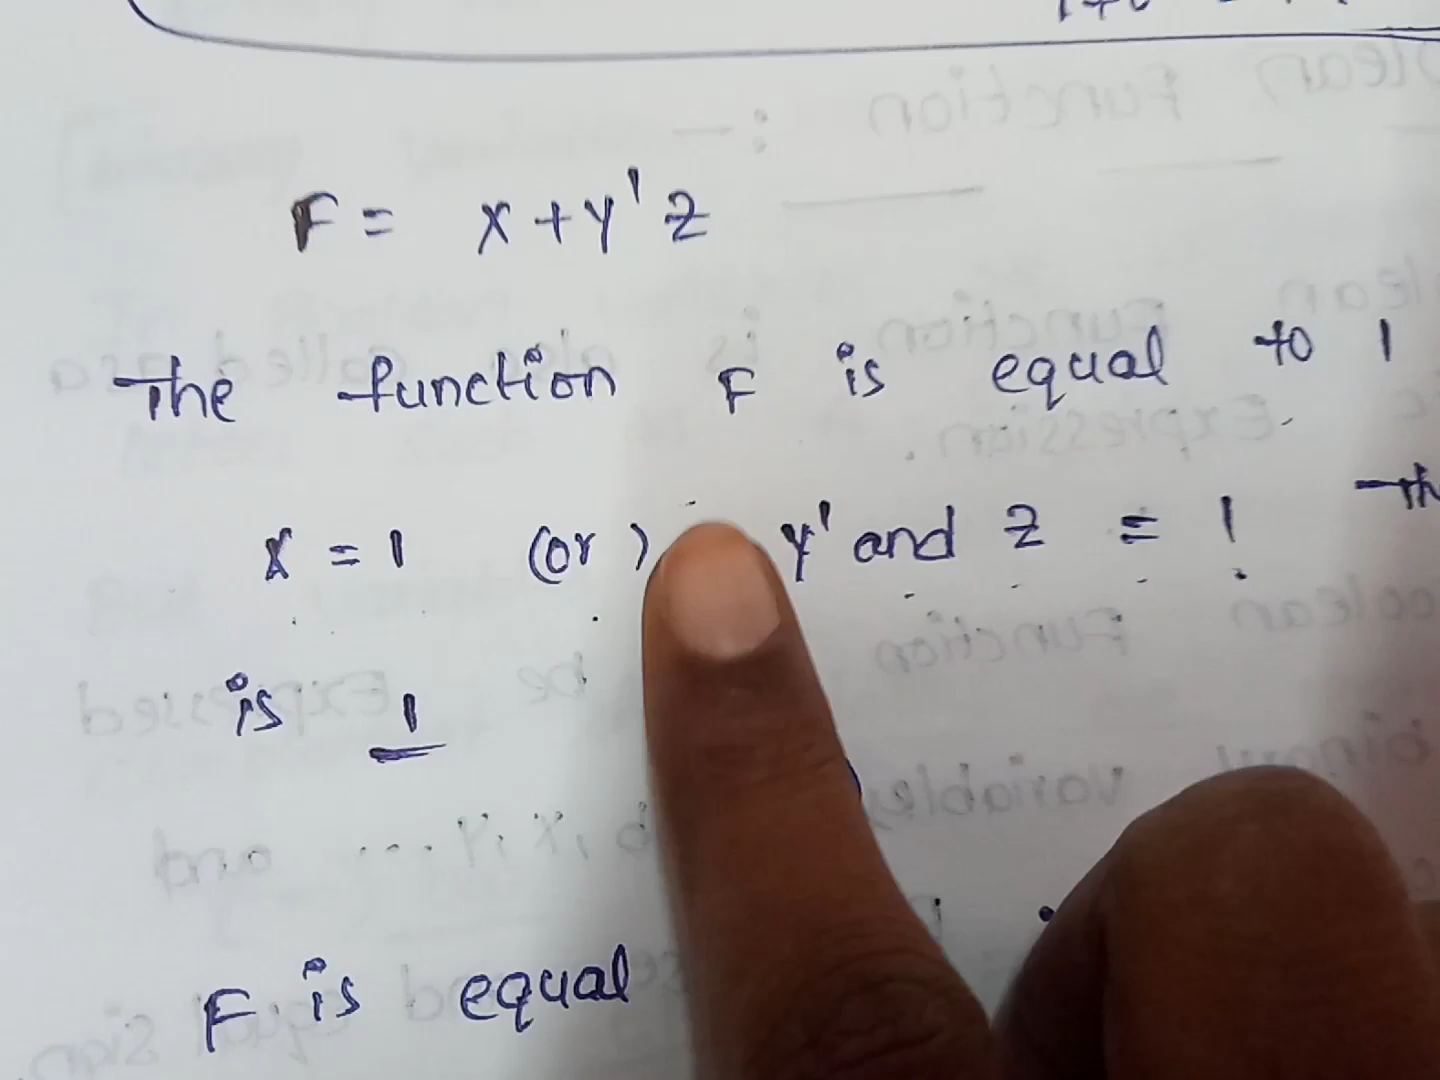 F = X + Y' Z
The function F is equal to 1
X = 1 (or) Y' and Z = 1
is 1
F is equal